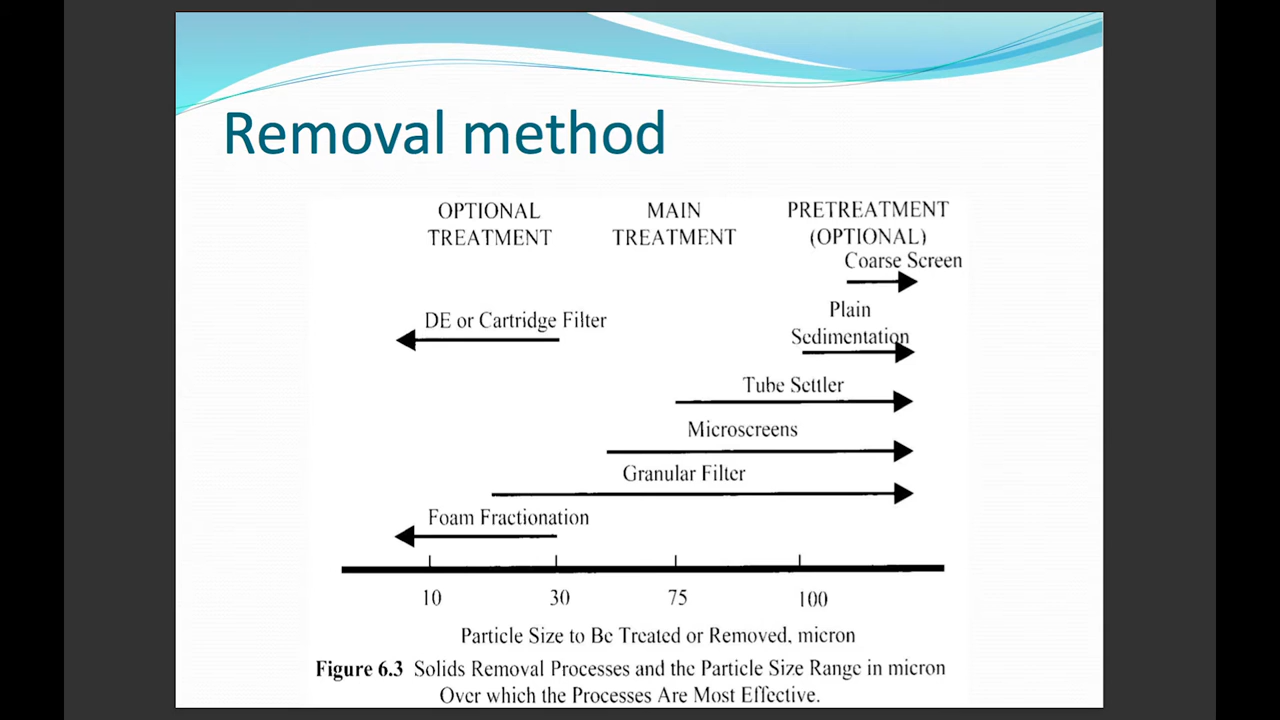 Removal method
OPTIONAL
TREATMENT
MAIN
TREATMENT
PRETREATMENT
(OPTIONAL)
Coarse Screen
Plain
Sedimentation
DE or Cartridge Filter
Tube Settler
Microscreens
Granular Filter
Foam Fractionation
10 30 75 100
Particle Size to Be Treated or Removed, micron
Figure 6.3 Solids Removal Processes and the Particle Size Range in micron
Over which the Processes Are Most Effective.